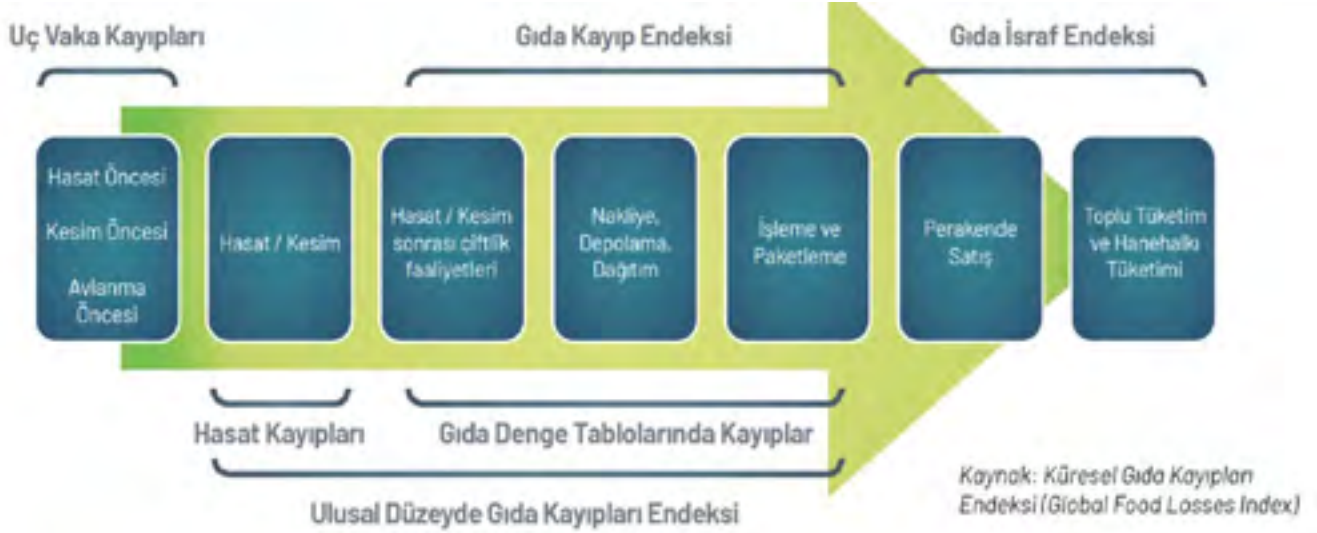 Uç Vaka Kayıpları
Gıda Kayıp Endeksi
Gıda İsraf Endeksi
Hasat Öncesi
Kesim Öncesi
Avlanma
Öncesi
Hasat / Kesim
Hasat / Kesim
sonrası çiftlik
faaliyetleri
Nakliye,
Depolama,
Dağıtım
İşleme ve
Paketleme
Perakende
Satış
Toplu Tüketim
ve Hanehalkı
Tüketimi
Hasat Kayıpları
Gıda Denge Tablolarında Kayıplar
Ulusal Düzeyde Gıda Kayıpları Endeksi
Kaynak: Küresel Gıda Kayıpları
Endeksi (Global Food Losses Index)